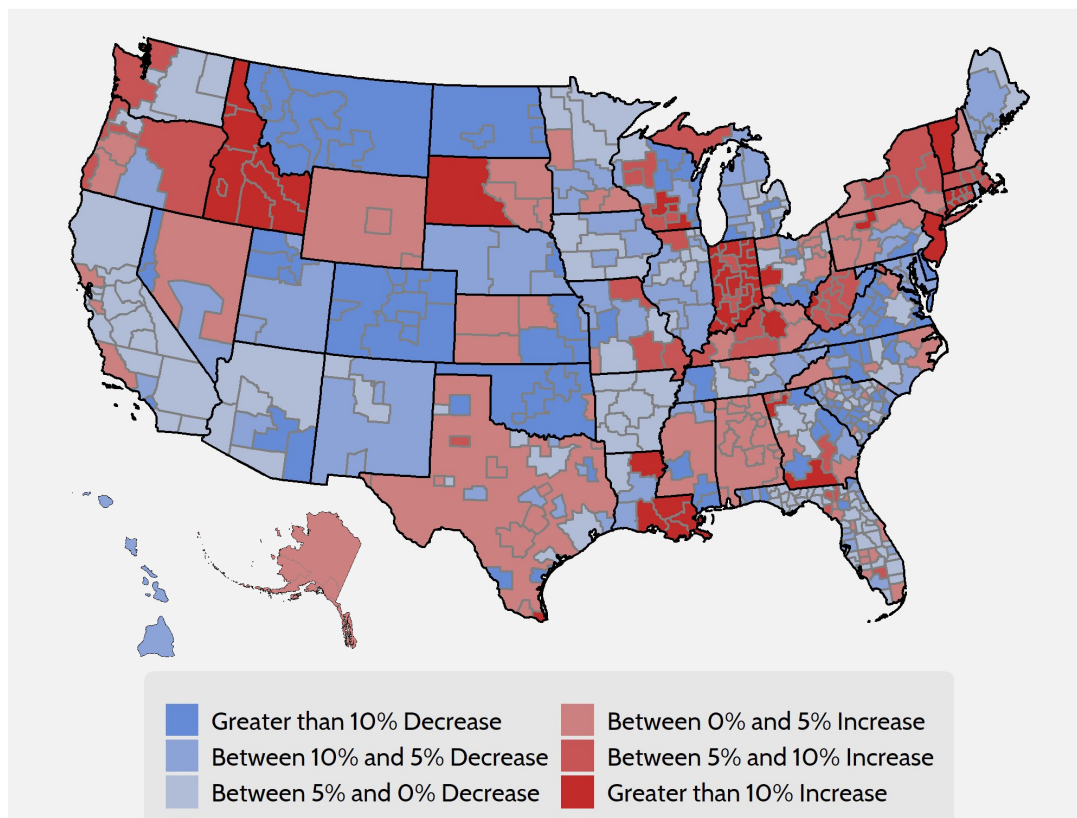 Greater than 10% Decrease
Between 10% and 5% Decrease
Between 5% and 0% Decrease
Between 0% and 5% Increase
Between 5% and 10% Increase
Greater than 10% Increase